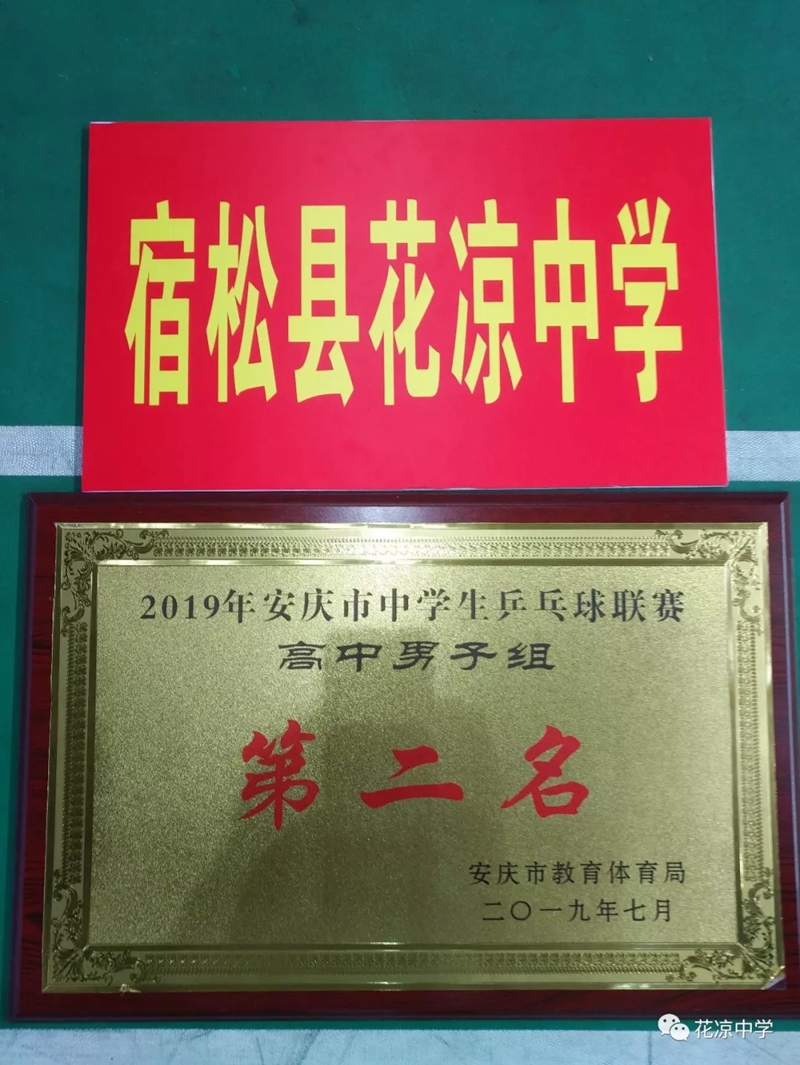 宿松县花凉中学
2019年安庆市中学生乒乓球联赛
高中男子组
第二名
安庆市教育体育局
二〇一九年七月
花凉中学